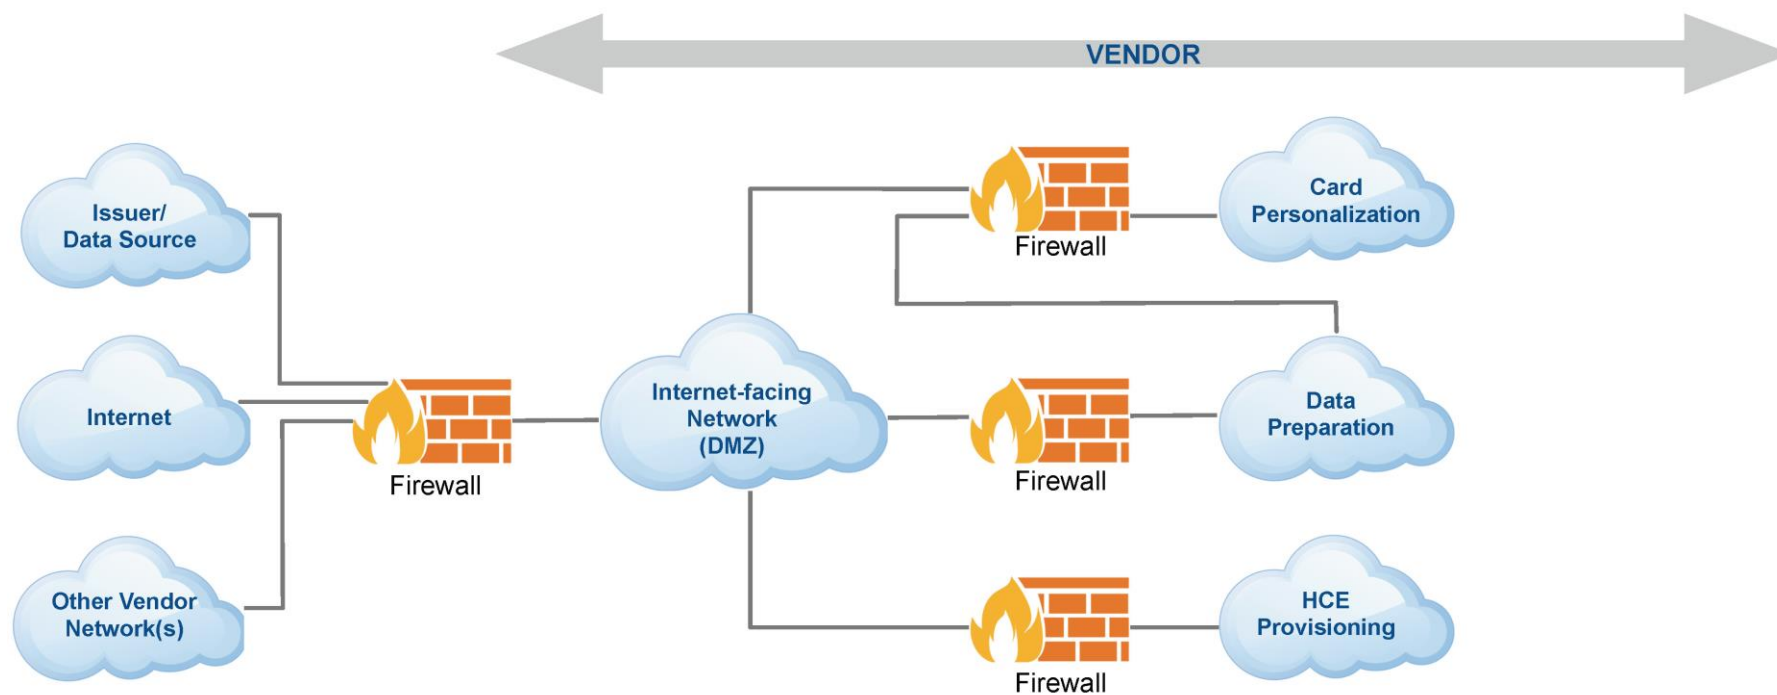 VENDOR
Issuer/
Data Source
Internet
Other Vendor
Network(s)
Firewall
Internet-facing
Network
(DMZ)
Firewall
Card
Personalization
Firewall
Data
Preparation
Firewall
HCE
Provisioning